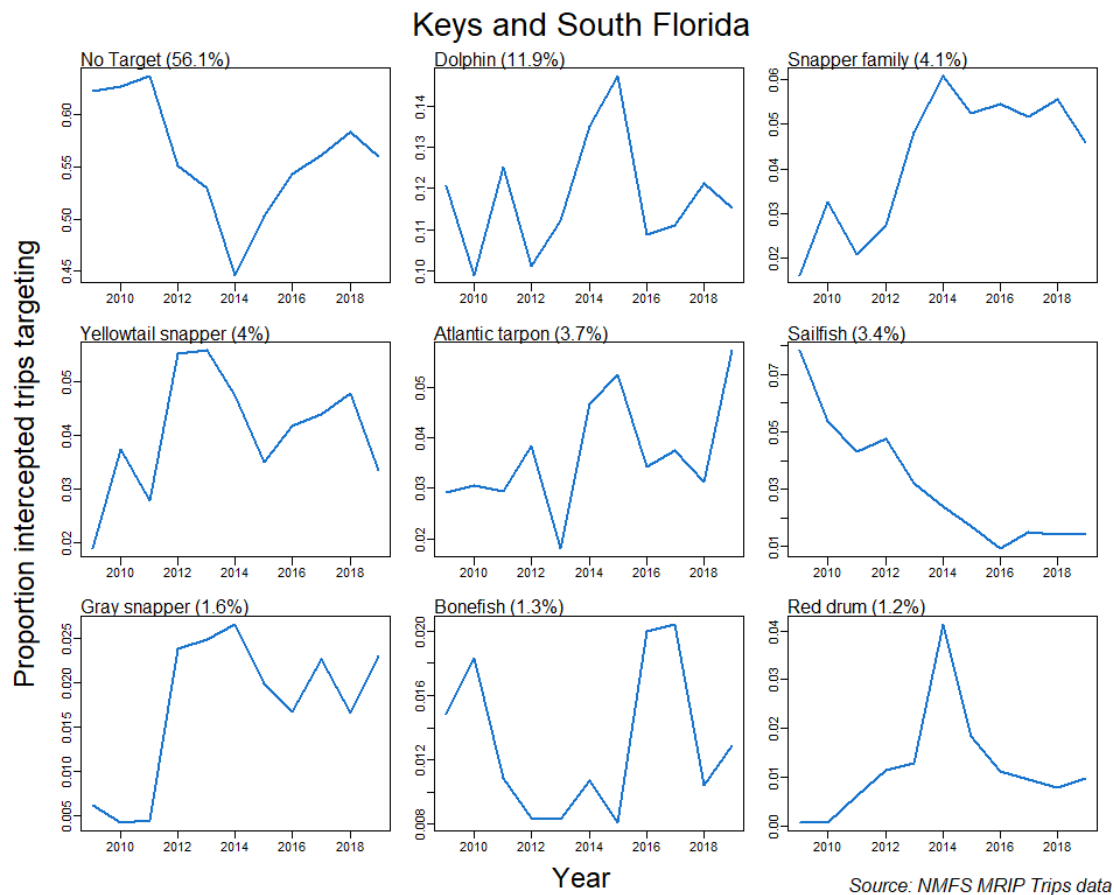 Keys and South Florida
Proportion intercepted trips targeting
No Target (56.1%)
0.60
0.55
0.50
0.45
2010 2012 2014 2016 2018
Dolphin (11.9%)
0.14
0.13
0.12
0.11
0.10
2010 2012 2014 2016 2018
Snapper family (4.1%)
0.06
0.05
0.04
0.03
0.02
2010 2012 2014 2016 2018
Yellowtail snapper (4%)
0.05
0.04
0.03
0.02
2010 2012 2014 2016 2018
Atlantic tarpon (3.7%)
0.05
0.04
0.03
0.02
2010 2012 2014 2016 2018
Sailfish (3.4%)
0.07
0.05
0.03
0.01
2010 2012 2014 2016 2018
Gray snapper (1.6%)
0.025
0.020
0.015
0.010
0.005
2010 2012 2014 2016 2018
Bonefish (1.3%)
0.020
0.016
0.012
0.008
2010 2012 2014 2016 2018
Red drum (1.2%)
0.04
0.03
0.02
0.01
0.00
2010 2012 2014 2016 2018
Year
Source: NMFS MRIP Trips data